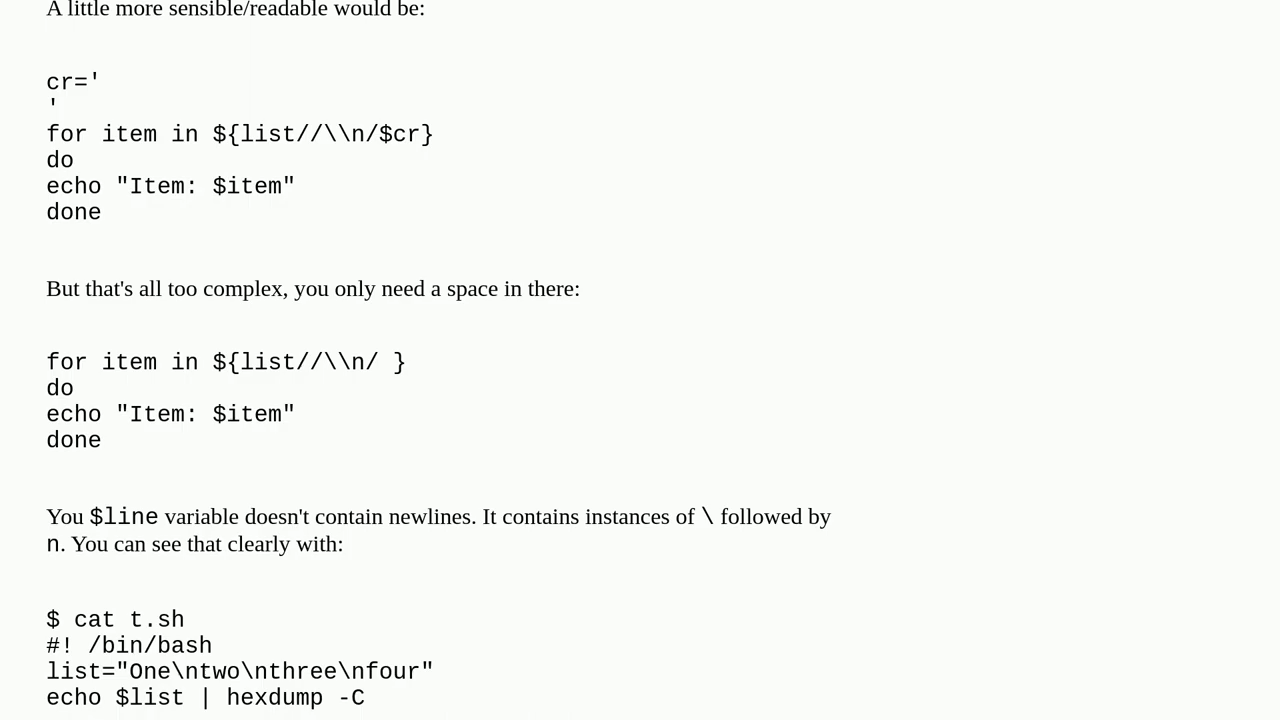 A little more sensible/readable would be:
cr='
'
for item in ${list//\\n/$cr}
do
echo "Item: $item"
done
But that's all too complex, you only need a space in there:
for item in ${list//\\n/ }
do
echo "Item: $item"
done
You $line variable doesn't contain newlines. It contains instances of \ followed by
n. You can see that clearly with:
$ cat t.sh
#! /bin/bash
list="One\ntwo\nthree\nfour"
echo $list | hexdump -C